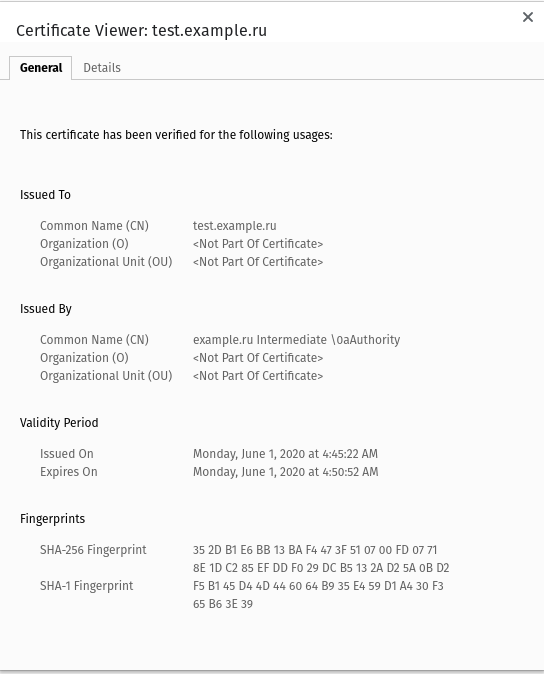 Certificate Viewer: test.example.ru
General Details
This certificate has been verified for the following usages:
Issued To
Common Name (CN) test.example.ru
Organization (O) <Not Part Of Certificate>
Organizational Unit (OU) <Not Part Of Certificate>
Issued By
Common Name (CN) example.ru Intermediate \0aAuthority
Organization (O) <Not Part Of Certificate>
Organizational Unit (OU) <Not Part Of Certificate>
Validity Period
Issued On Monday, June 1, 2020 at 4:45:22 AM
Expires On Monday, June 1, 2020 at 4:50:52 AM
Fingerprints
SHA-256 Fingerprint 35 2D B1 E6 BB 13 BA F4 47 3F 51 07 00 FD 07 71
8E 1D C2 85 EF DD F0 29 DC B5 13 2A D2 5A 0B D2
SHA-1 Fingerprint F5 B1 45 D4 4D 44 60 64 B9 35 E4 59 D1 A4 30 F3
65 B6 3E 39